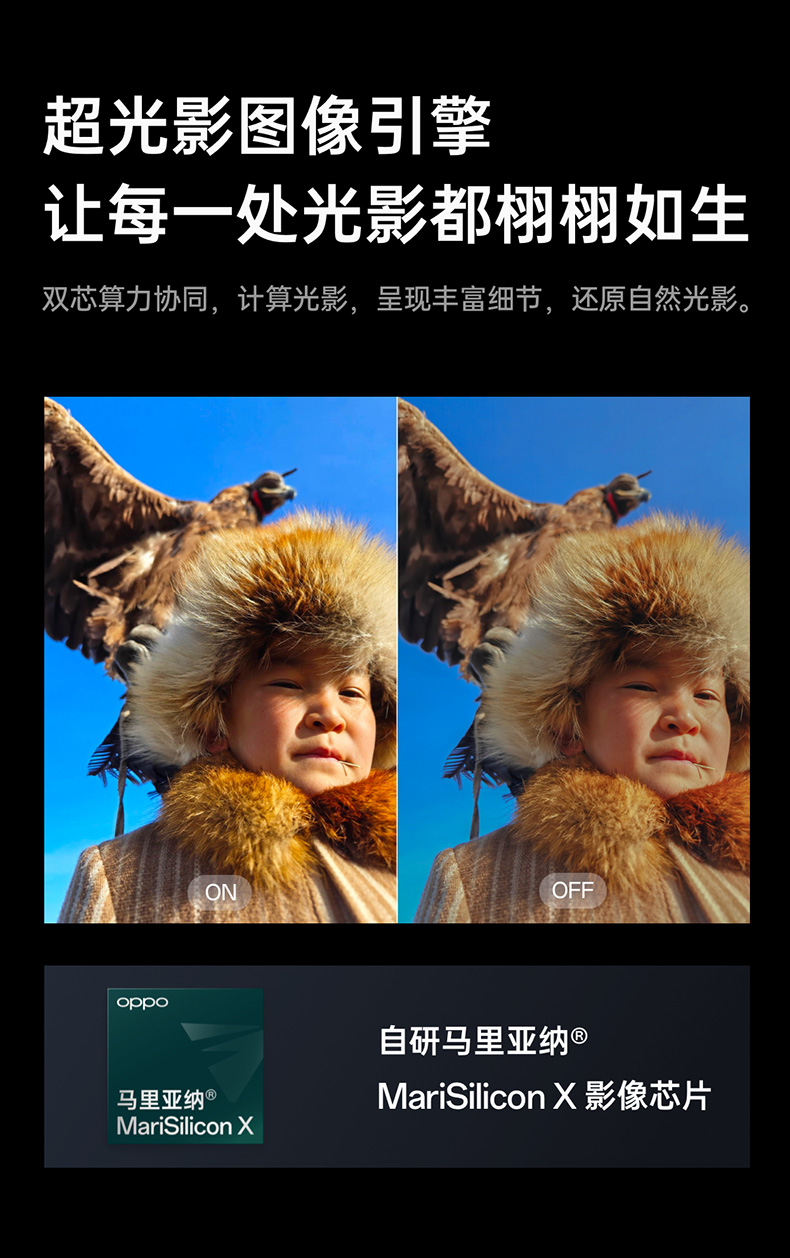 超光影图像引擎
让每一处光影都栩栩如生
双芯算力协同，计算光影，呈现丰富细节，还原自然光影。
ON
OFF
oppo
马里亚纳®
MariSilicon X
自研马里亚纳®
MariSilicon X 影像芯片